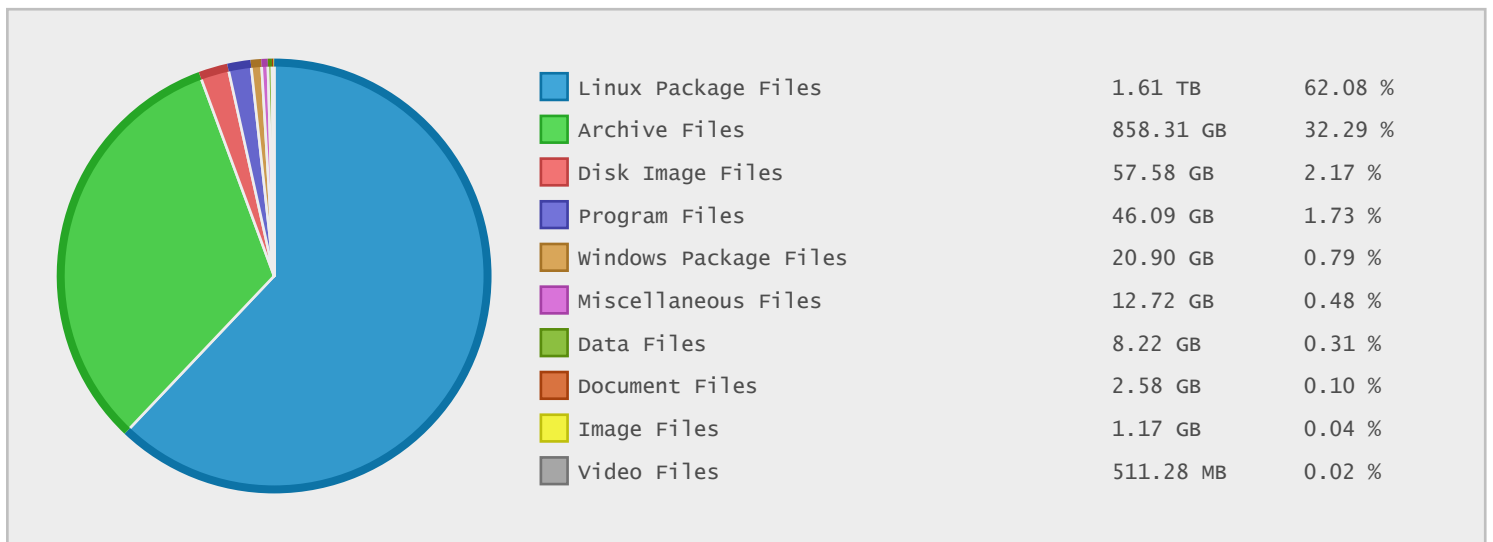 Linux Package Files 1.61 TB 62.08 %
Archive Files 858.31 GB 32.29 %
Disk Image Files 57.58 GB 2.17 %
Program Files 46.09 GB 1.73 %
Windows Package Files 20.90 GB 0.79 %
Miscellaneous Files 12.72 GB 0.48 %
Data Files 8.22 GB 0.31 %
Document Files 2.58 GB 0.10 %
Image Files 1.17 GB 0.04 %
Video Files 511.28 MB 0.02 %